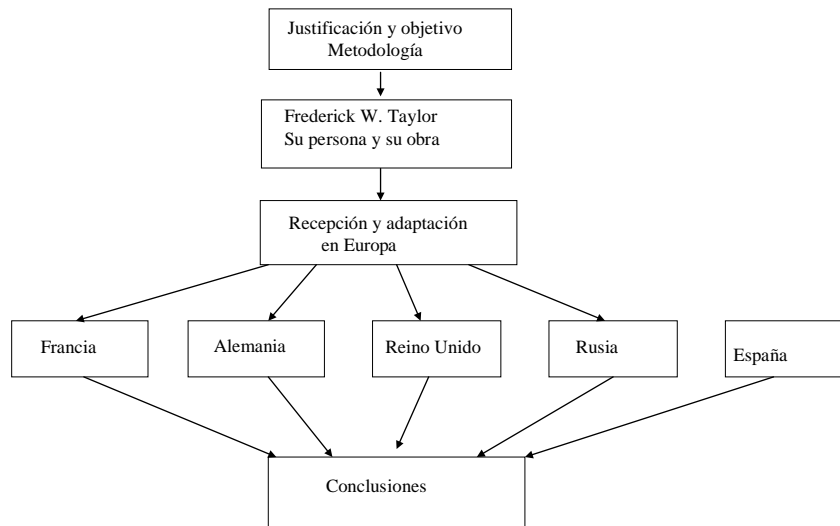 Justificación y objetivo
Metodología
Frederick W. Taylor
Su persona y su obra
Recepción y adaptación
en Europa
Francia
Alemania
Reino Unido
Rusia
España
Conclusiones